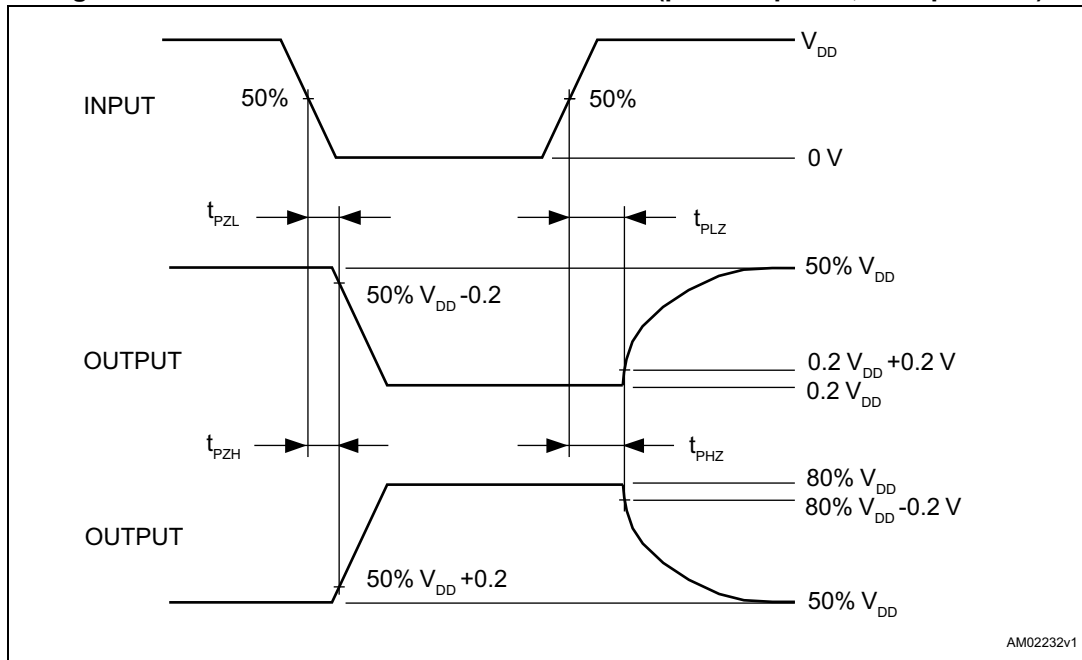 V_DD
50%
50%
INPUT
0 V
t_PZL
t_PLZ
50% V_DD
50% V_DD -0.2
OUTPUT
0.2 V_DD +0.2 V
0.2 V_DD
t_PZH
t_PHZ
80% V_DD
80% V_DD -0.2 V
OUTPUT
50% V_DD +0.2
50% V_DD
AM02232v1